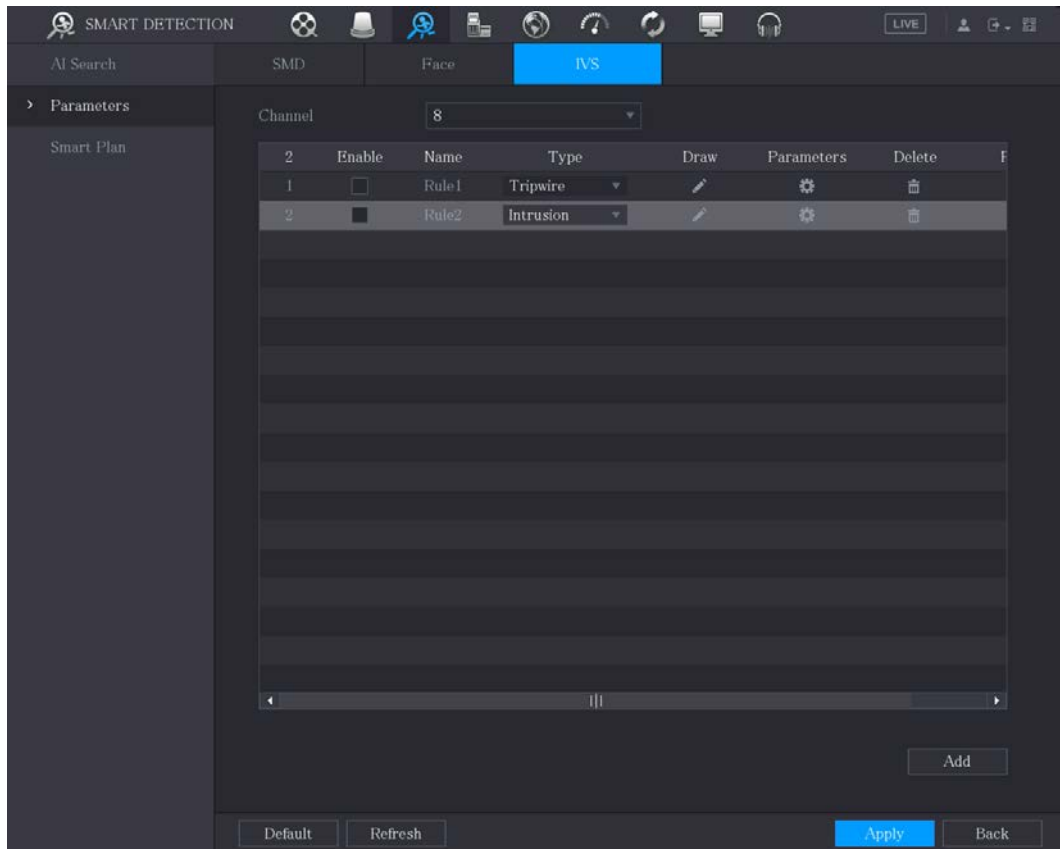 SMART DETECTION LIVE
AI Search SMD Face IVS
Parameters
Channel 8
Smart Plan
2 Enable Name Type Draw Parameters Delete
1 Rule1 Tripwire
2 Rule2 Intrusion
Add
Default Refresh Apply Back